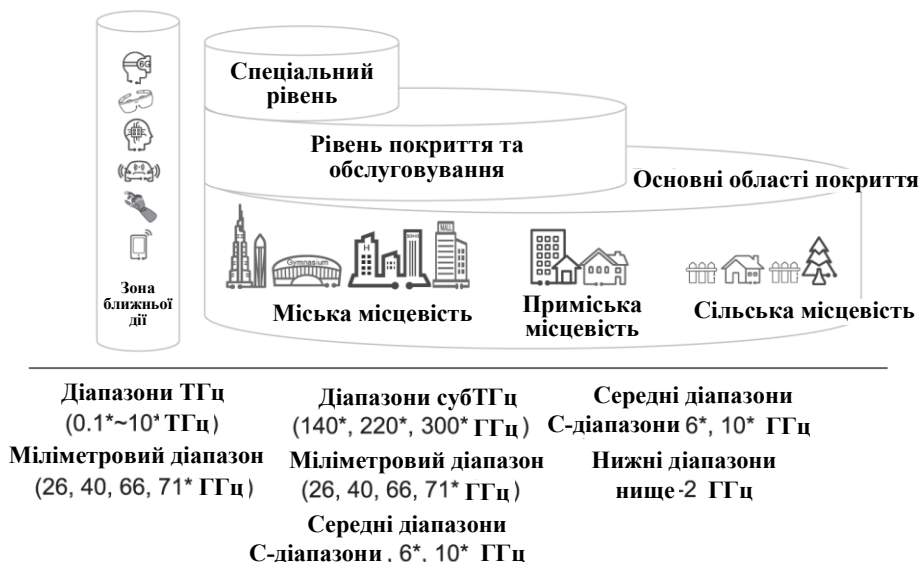 6G
Спеціальний
рівень
Рівень покриття та
обслуговування
Основні області покриття
Gymnasium
H
SOHO
MALL
Зона
ближньої
дії
Міська місцевість
Приміська
місцевість
Сільська місцевість
Діапазони ТГц
(0.1*~10* ТГц)
Міліметровий діапазон
(26, 40, 66, 71* ГГц)
Діапазони субТГц
(140*, 220*, 300* ГГц)
Міліметровий діапазон
(26, 40, 66, 71* ГГц)
Середні діапазони
С-діапазони , 6*, 10* ГГц
Середні діапазони
С-діапазони 6*, 10* ГГц
Нижні діапазони
нище-2 ГГц